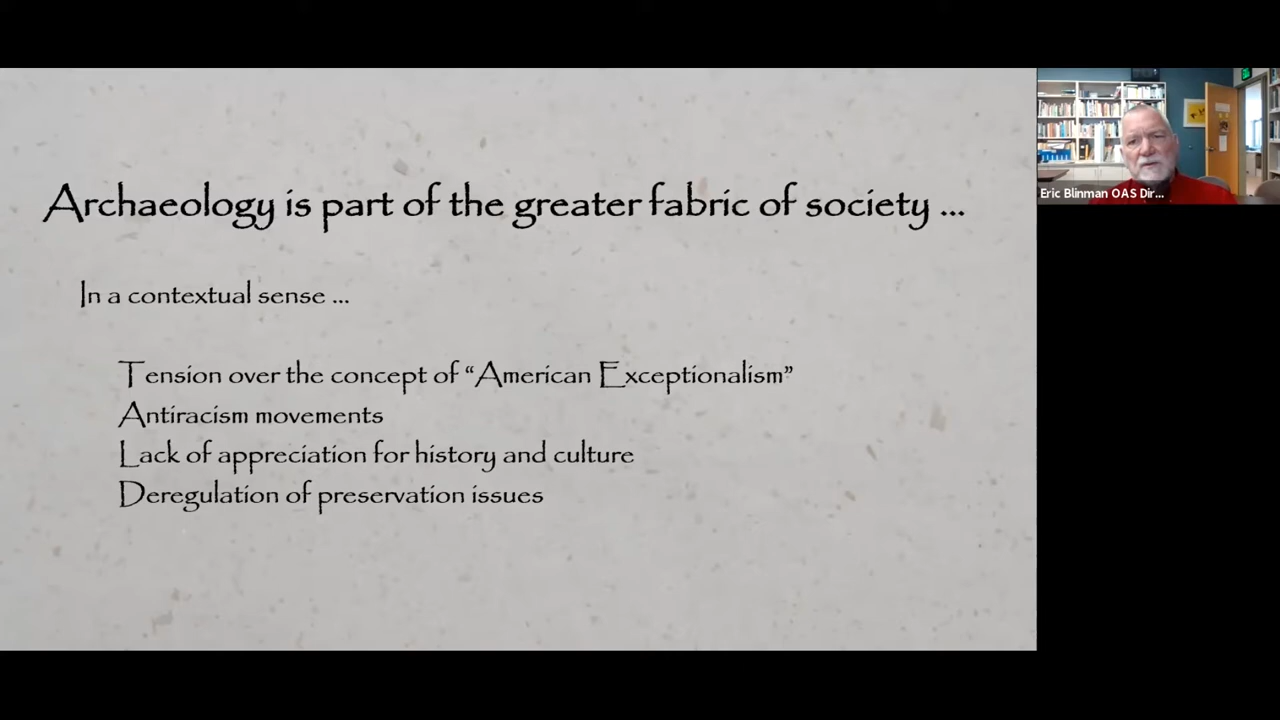 Archaeology is part of the greater fabric of society ...
In a contextual sense ...
Tension over the concept of “American Exceptionalism”
Antiracism movements
Lack of appreciation for history and culture
Deregulation of preservation issues
Eric Blinman OAS Dir...